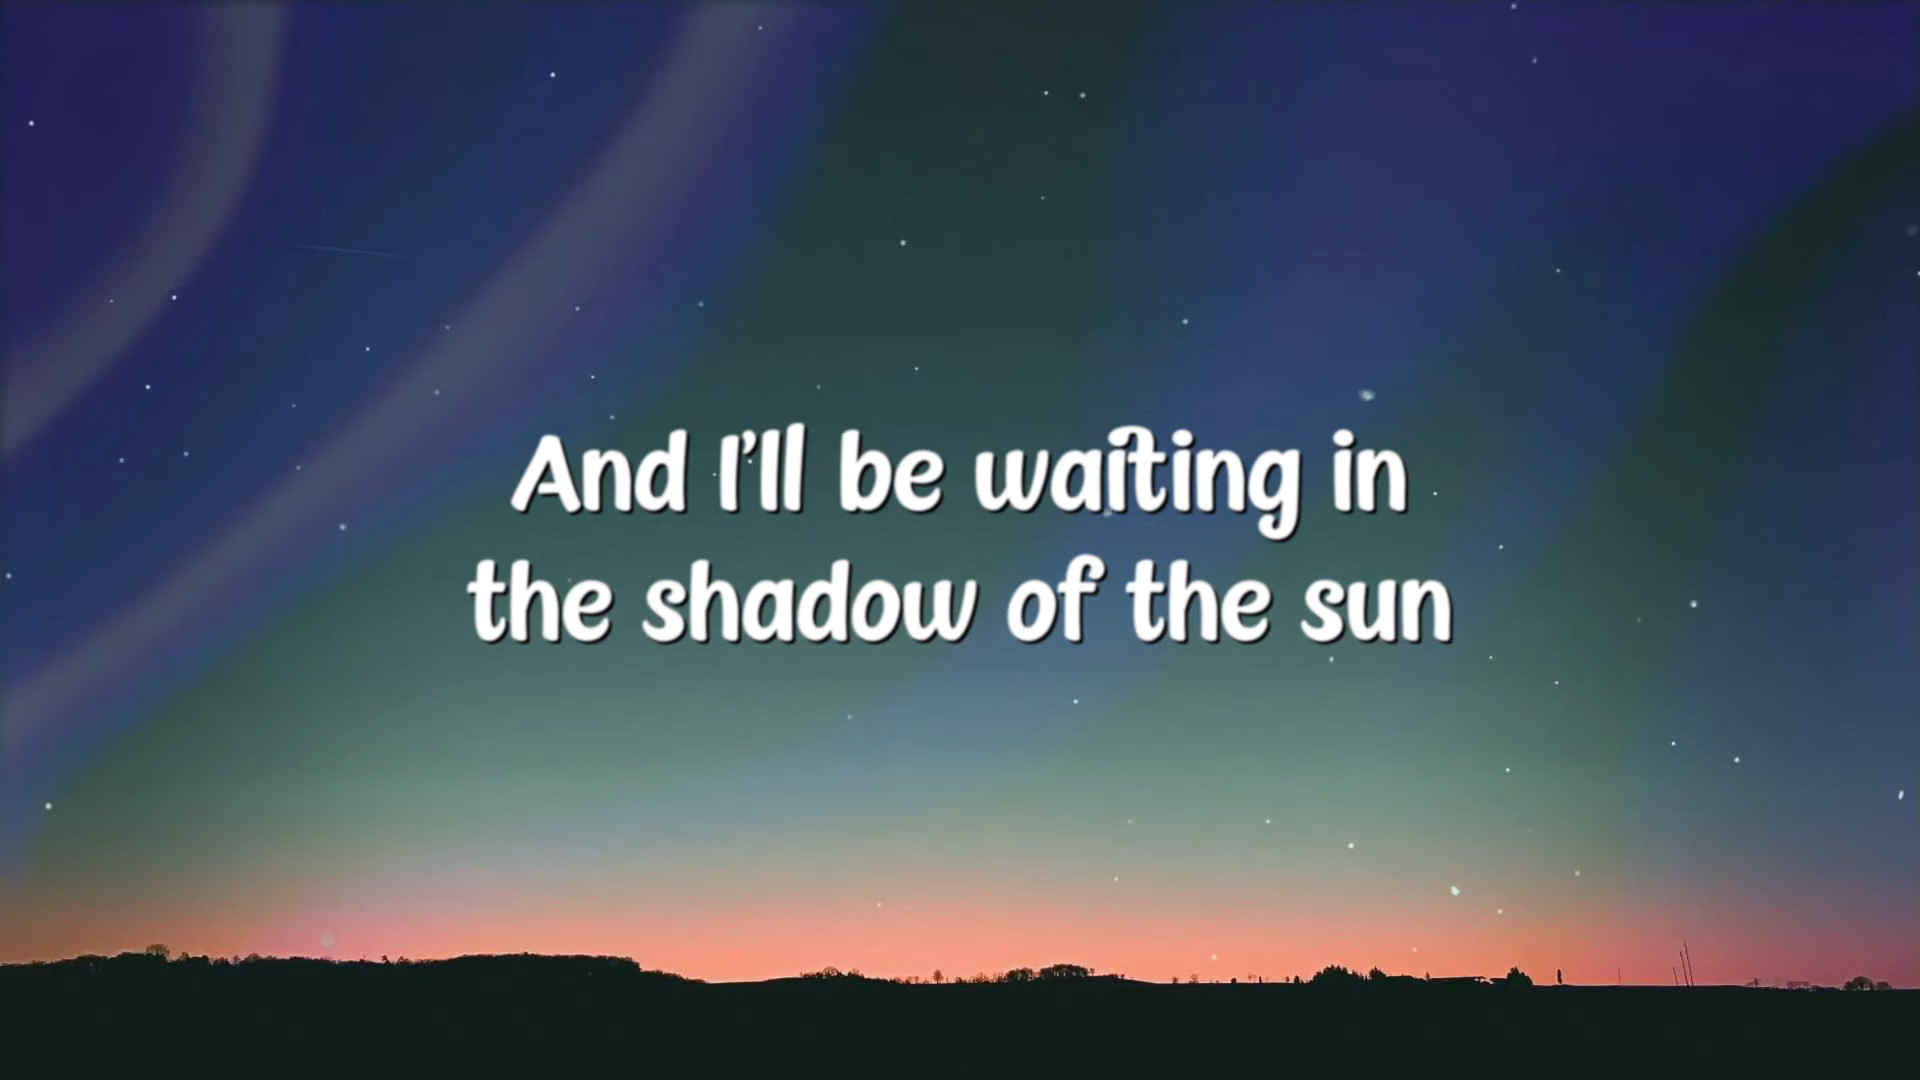 And I'll be waiting in
the shadow of the sun